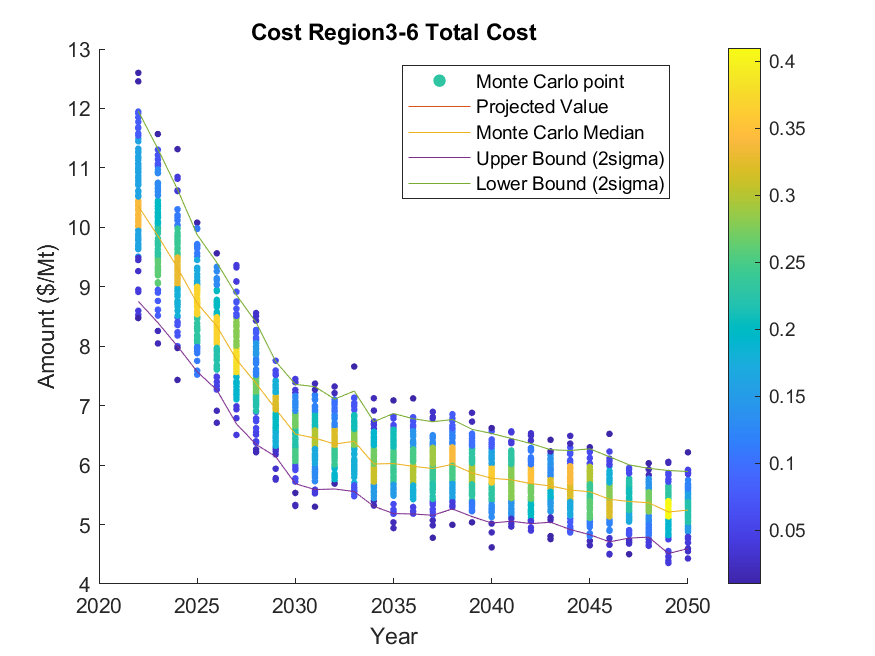 Cost Region3-6 Total Cost
13
12
11
10
9
8
7
6
5
4
Amount ($/Mt)
Monte Carlo point
Projected Value
Monte Carlo Median
Upper Bound (2sigma)
Lower Bound (2sigma)
2020 2025 2030 2035 2040 2045 2050
Year
0.4
0.35
0.3
0.25
0.2
0.15
0.1
0.05